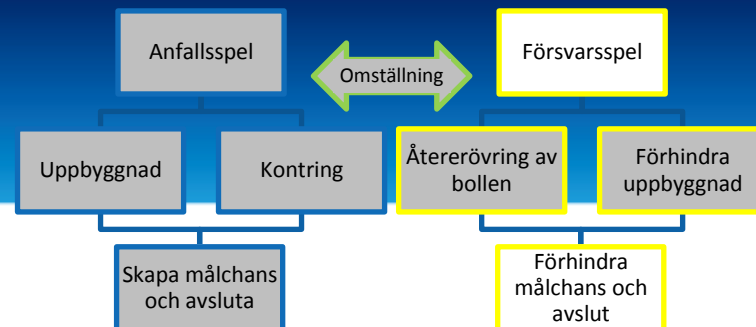 Anfallsspel
Omställning
Försvarsspel
Uppbyggnad
Kontring
Återerövring av
bollen
Förhindra
uppbyggnad
Skapa målchans
och avsluta
Förhindra
målchans och
avslut